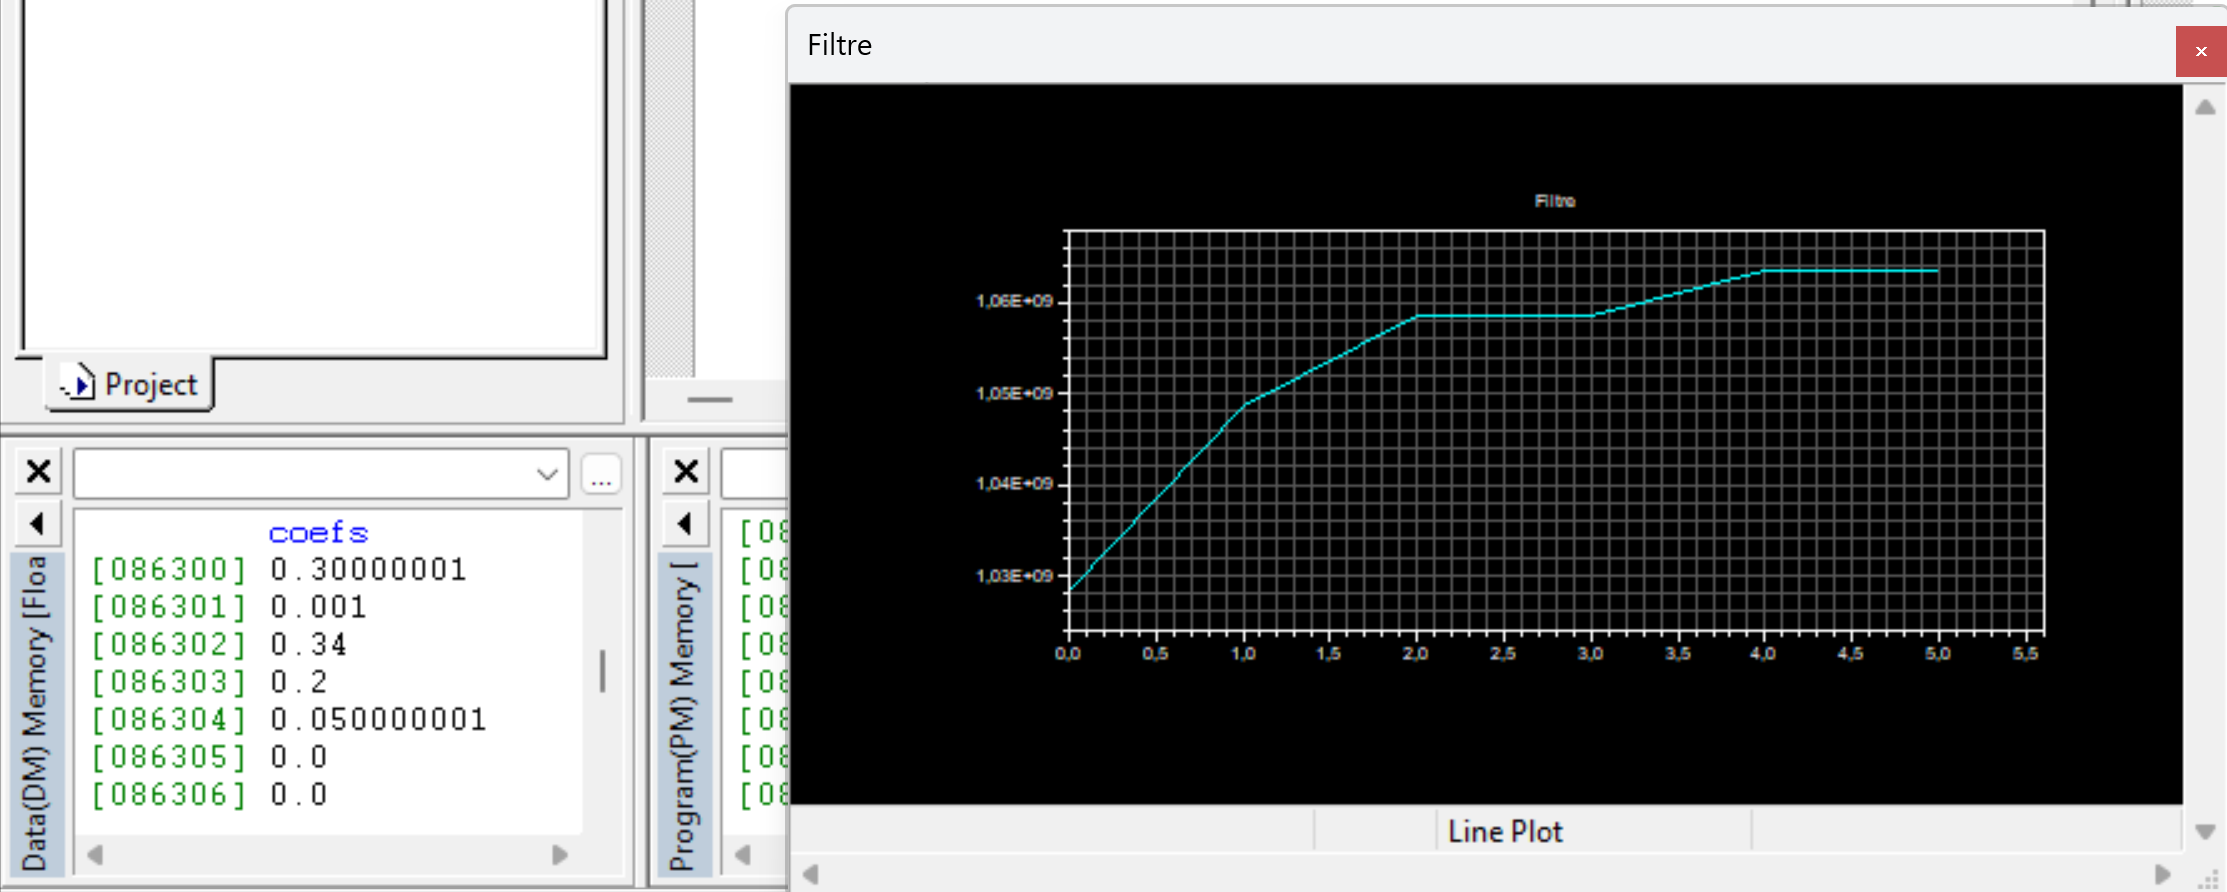 Filtre
Project
...
coefs
[086300] 0.30000001
[086301] 0.001
[086302] 0.34
[086303] 0.2
[086304] 0.050000001
[086305] 0.0
[086306] 0.0
Data(DM) Memory [Floa
Program(PM) Memory [
[08
[08
[08
[08
[08
[08
[08
[08
Filtre
1,06E+09
1,05E+09
1,04E+09
1,03E+09
0,0 0,5 1,0 1,5 2,0 2,5 3,0 3,5 4,0 4,5 5,0 5,5
Line Plot